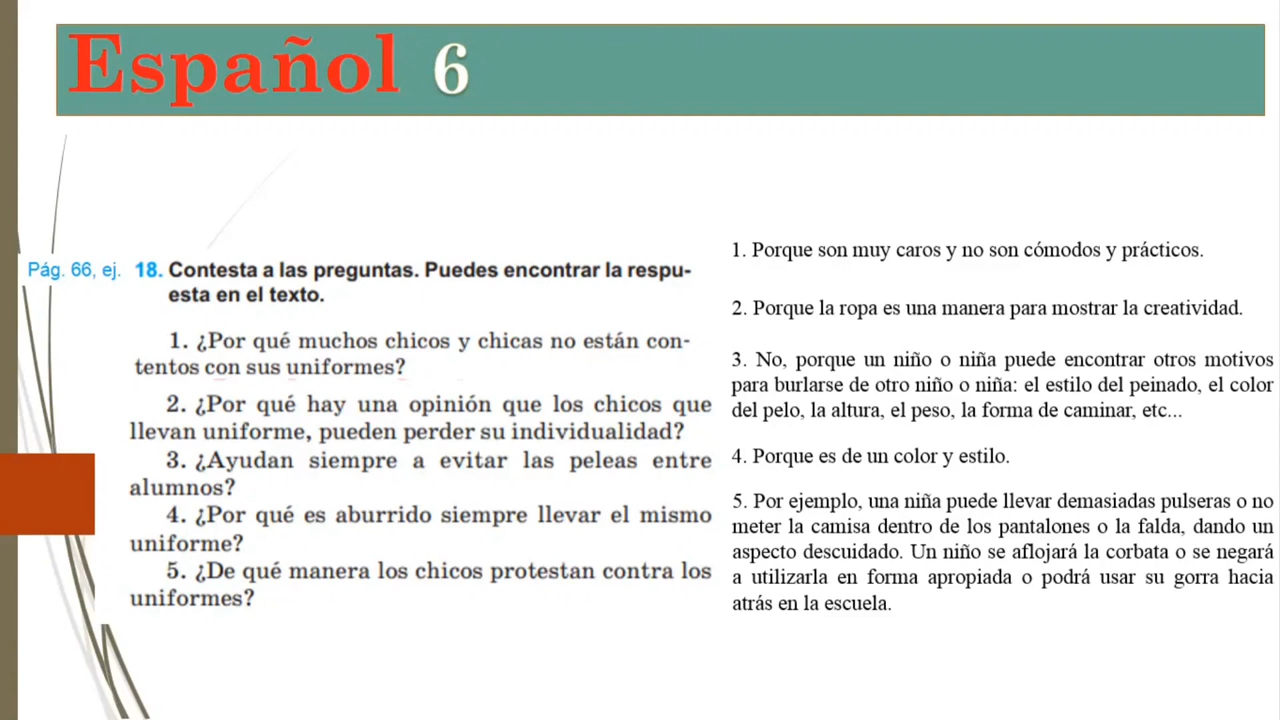 Español 6
Pág. 66, ej. 18. Contesta a las preguntas. Puedes encontrar la respu-
esta en el texto.
1. ¿Por qué muchos chicos y chicas no están con-
tentos con sus uniformes?
2. ¿Por qué hay una opinión que los chicos que
llevan uniforme, pueden perder su individualidad?
3. ¿Ayudan siempre a evitar las peleas entre
alumnos?
4. ¿Por qué es aburrido siempre llevar el mismo
uniforme?
5. ¿De qué manera los chicos protestan contra los
uniformes?
1. Porque son muy caros y no son cómodos y prácticos.
2. Porque la ropa es una manera para mostrar la creatividad.
3. No, porque un niño o niña puede encontrar otros motivos
para burlarse de otro niño o niña: el estilo del peinado, el color
del pelo, la altura, el peso, la forma de caminar, etc...
4. Porque es de un color y estilo.
5. Por ejemplo, una niña puede llevar demasiadas pulseras o no
meter la camisa dentro de los pantalones o la falda, dando un
aspecto descuidado. Un niño se aflojará la corbata o se negará
a utilizarla en forma apropiada o podrá usar su gorra hacia
atrás en la escuela.